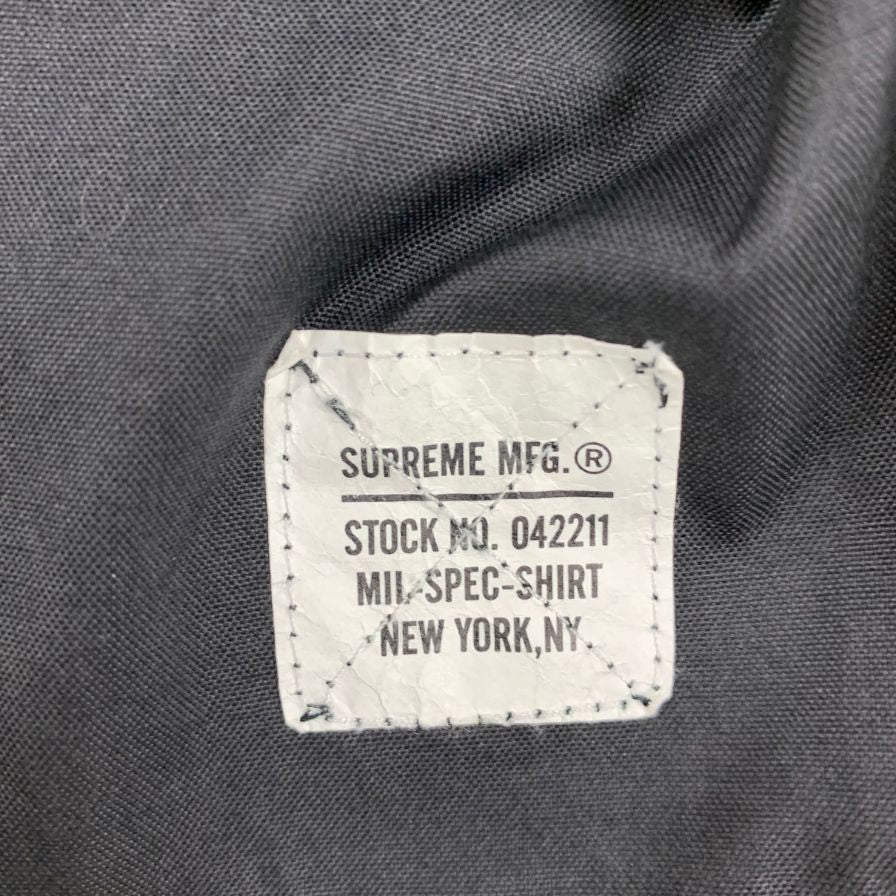 SUPREME MFG.®
STOCK NO. 042211
MIL-SPEC-SHIRT
NEW YORK,NY